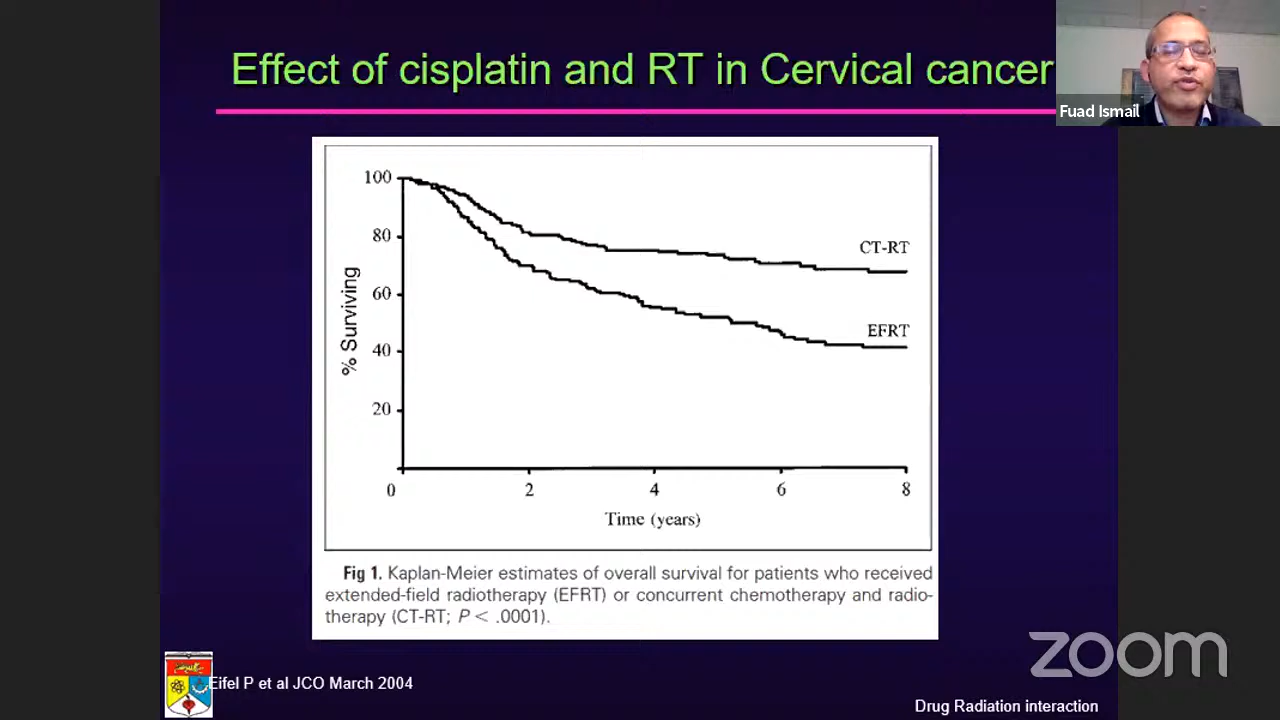 Effect of cisplatin and RT in Cervical cancer
Fuad Ismail
100
80
60
40
20
% Surviving
CT-RT
EFRT
0 2 4 6 8
Time (years)
Fig 1. Kaplan-Meier estimates of overall survival for patients who received
extended-field radiotherapy (EFRT) or concurrent chemotherapy and radio-
therapy (CT-RT; P < .0001).
zoom
Eifel P et al JCO March 2004
Drug Radiation interaction